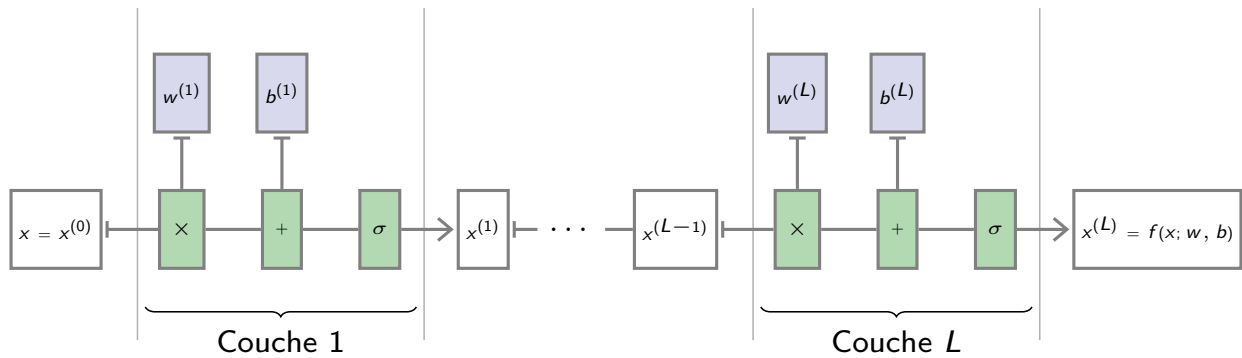 w^(1) b^(1) w^(L) b^(L)
x = x^(0) × + σ x^(1) · · · x^(L−1) × + σ x^(L) = f(x; w, b)
Couche 1 Couche L